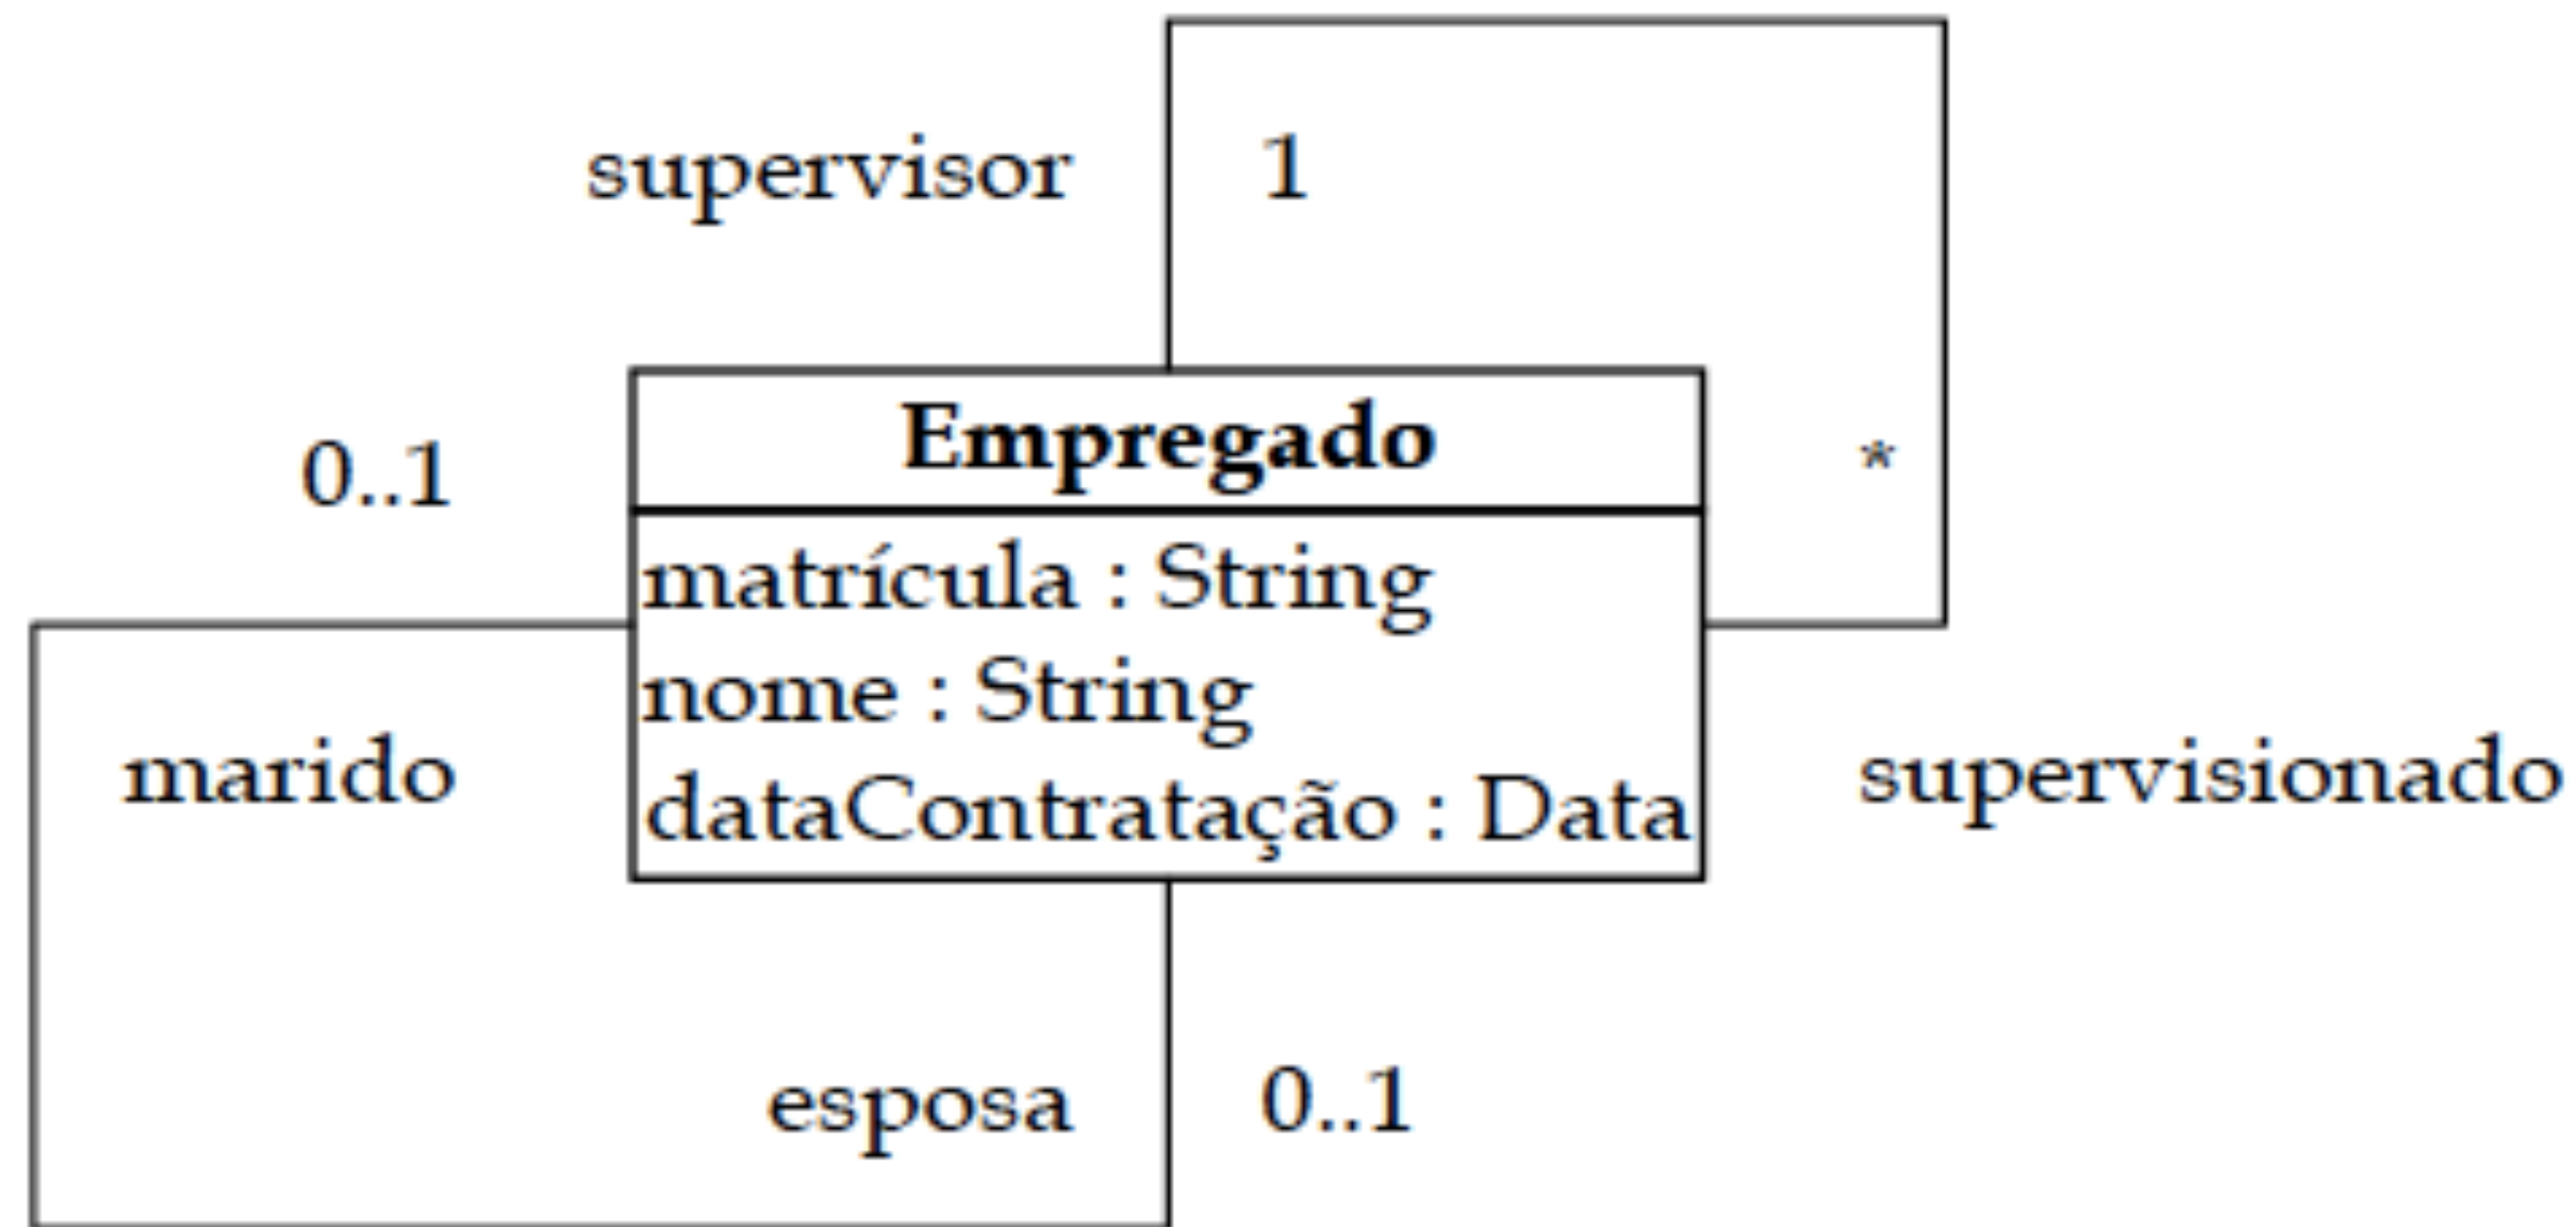 supervisor 1
Empregado
0..1
*
matrícula : String
nome : String
marido
supervisionado
dataContratação : Data
esposa 0..1